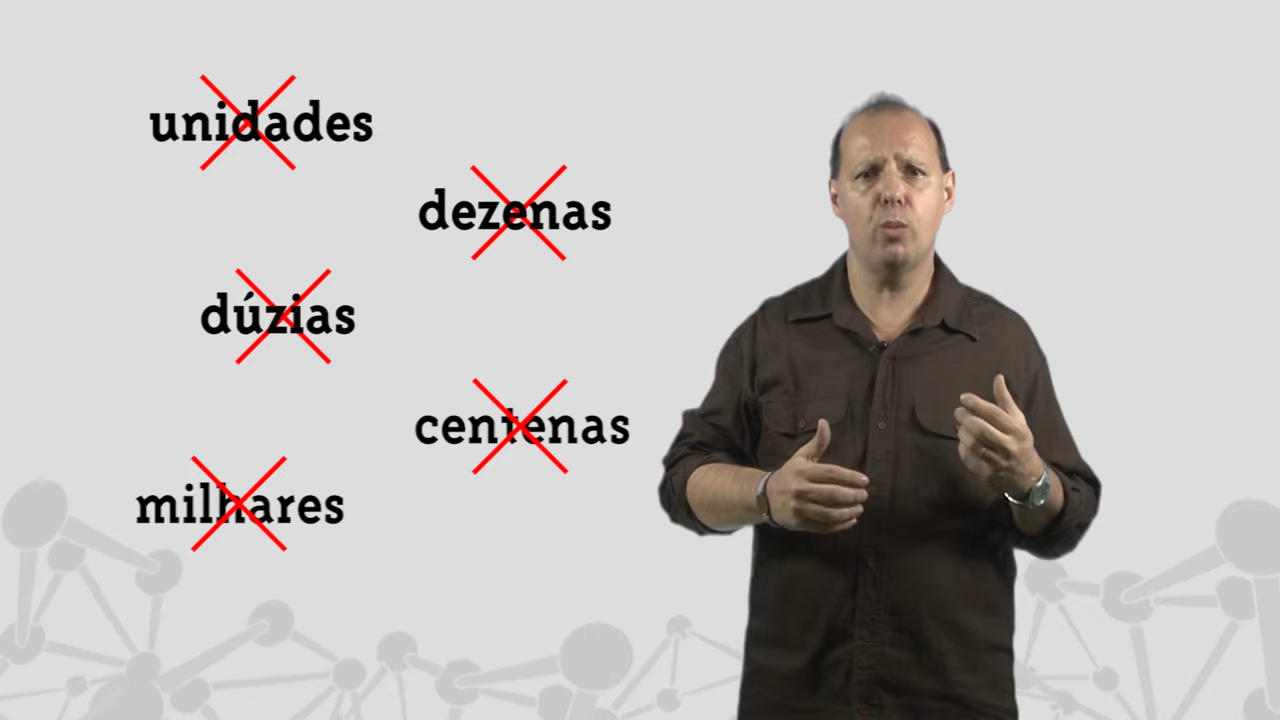 unidades
dezenas
dúzias
centenas
milhares